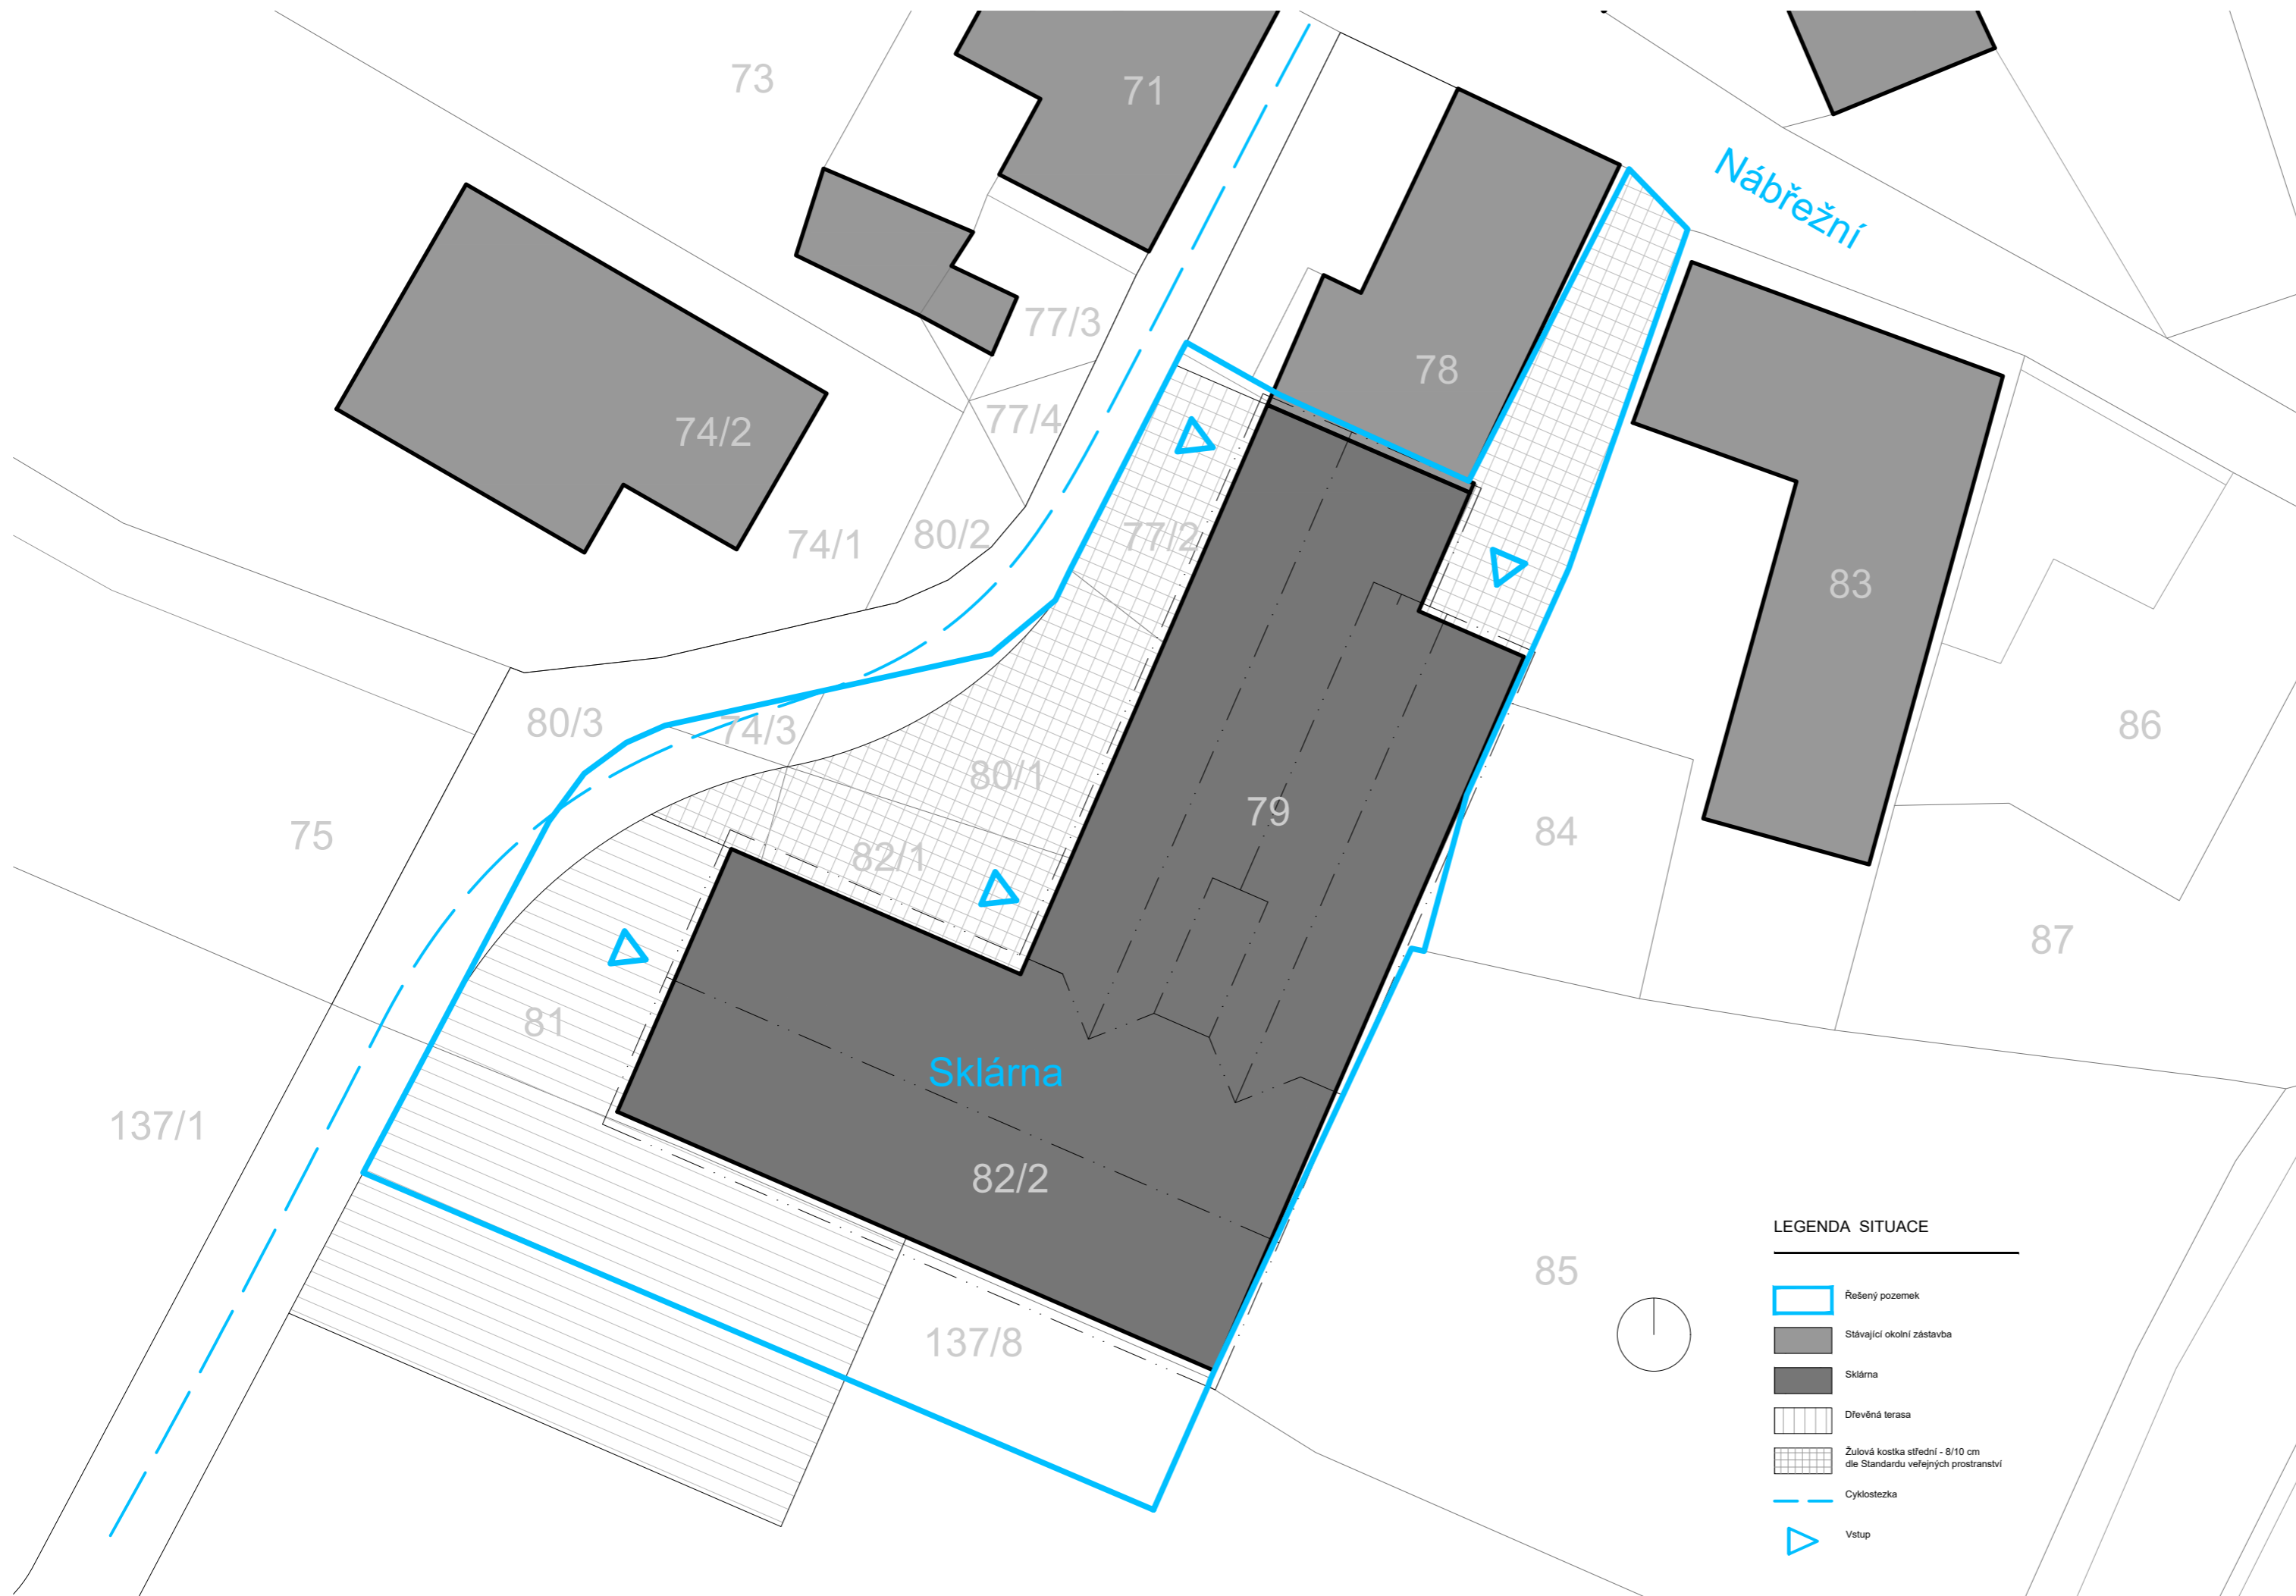 73
71
Nábřežní
77/3
78
74/2
77/4
74/1
80/2
77/2
83
80/3
74/3
86
80/1
79
75
82/1
84
87
81
Sklárna
137/1
82/2
85
137/8
LEGENDA SITUACE
Řešený pozemek
Stávající okolní zástavba
Sklárna
Dřevěná terasa
Žulová kostka střední - 8/10 cm
dle Standardu veřejných prostranství
Cyklostezka
Vstup